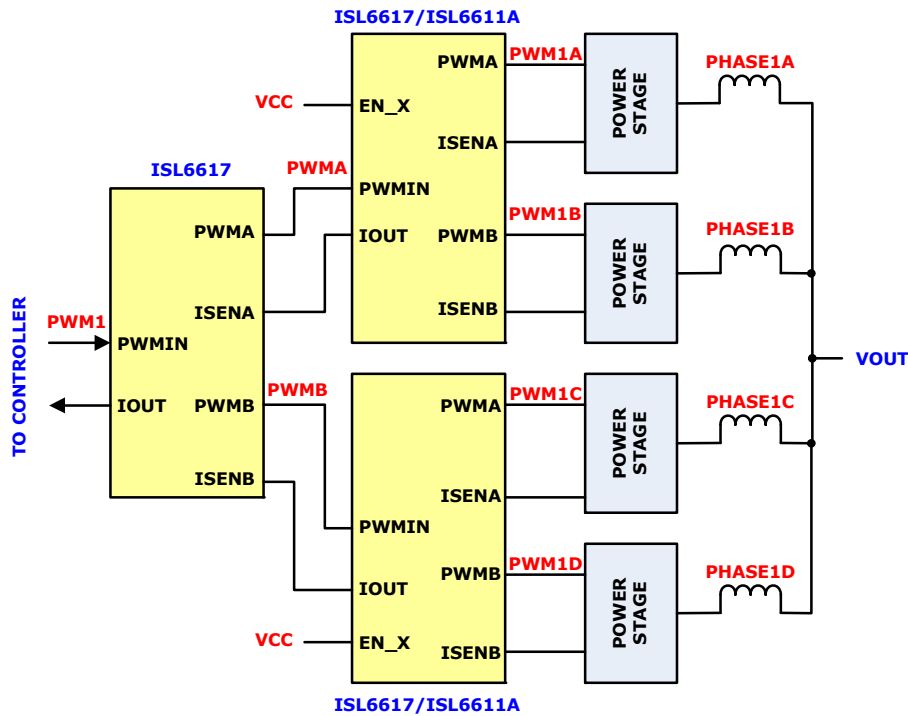 ISL6617/ISL6611A
PWMA
PWM1A
EN_X
VCC
ISENA
PWMIN
PWMA
IOUT
PWMB
PWM1B
ISENB
POWER
STAGE
PHASE1A
POWER
STAGE
PHASE1B
ISL6617
PWMA
ISENA
PWM1
PWMIN
IOUT
PWMB
ISENB
TO CONTROLLER
PWMB
VOUT
PWMA
PWM1C
ISENA
PWMIN
PWMB
PWM1D
IOUT
VCC
EN_X
ISENB
POWER
STAGE
PHASE1C
POWER
STAGE
PHASE1D
ISL6617/ISL6611A